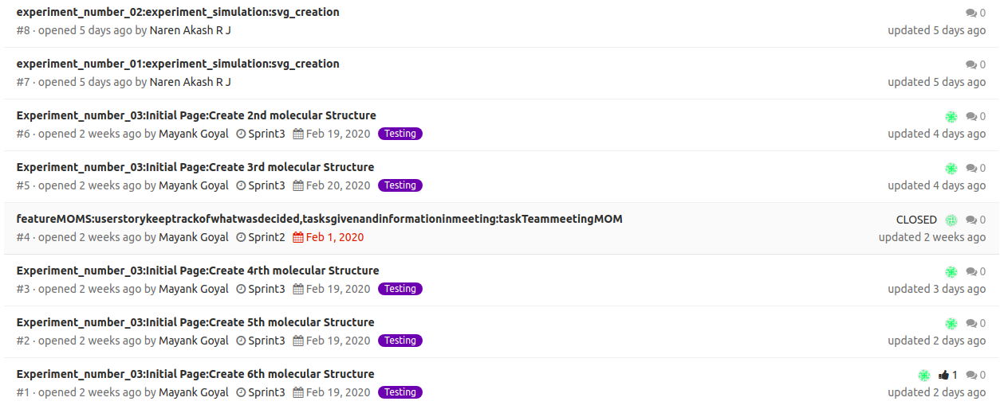 experiment_number_02:experiment_simulation:svg_creation 0
#8 · opened 5 days ago by Naren Akash R J updated 5 days ago
experiment_number_01:experiment_simulation:svg_creation 0
#7 · opened 5 days ago by Naren Akash R J updated 5 days ago
Experiment_number_03:Initial Page:Create 2nd molecular Structure 0
#6 · opened 2 weeks ago by Mayank Goyal Sprint3 Feb 19, 2020 Testing updated 4 days ago
Experiment_number_03:Initial Page:Create 3rd molecular Structure 0
#5 · opened 2 weeks ago by Mayank Goyal Sprint3 Feb 20, 2020 Testing updated 4 days ago
featureMOMS:userstorykeeptrackofwhatwasdecided,tasksgivenandinformationinmeeting:taskTeammeetingMOM CLOSED 0
#4 · opened 2 weeks ago by Mayank Goyal Sprint2 Feb 1, 2020 updated 2 weeks ago
Experiment_number_03:Initial Page:Create 4rth molecular Structure 0
#3 · opened 2 weeks ago by Mayank Goyal Sprint3 Feb 19, 2020 Testing updated 3 days ago
Experiment_number_03:Initial Page:Create 5th molecular Structure 0
#2 · opened 2 weeks ago by Mayank Goyal Sprint3 Feb 19, 2020 Testing updated 2 days ago
Experiment_number_03:Initial Page:Create 6th molecular Structure 1 0
#1 · opened 2 weeks ago by Mayank Goyal Sprint3 Feb 19, 2020 Testing updated 2 days ago